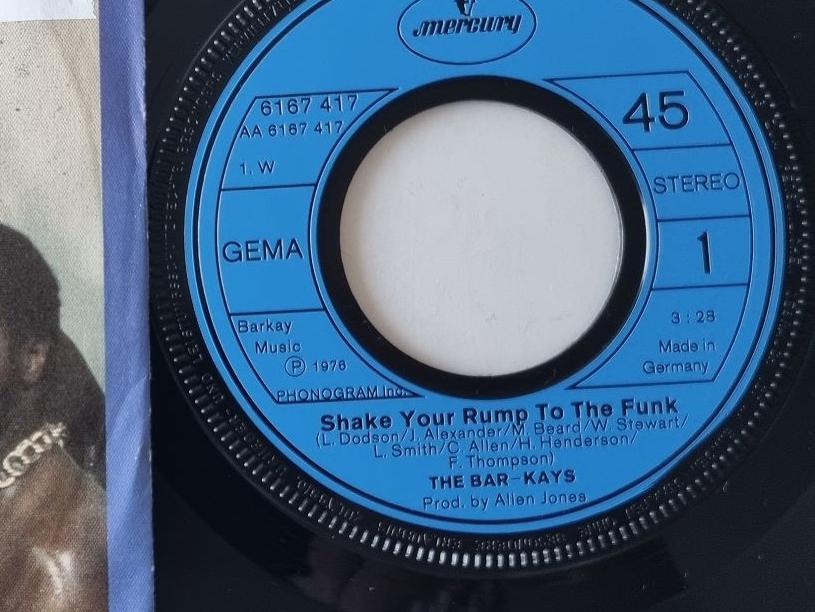 mercury
6167 417
AA 6167 417
1. W
GEMA
Barkay
Music
Ⓟ 1976
PHONOGRAM Inc.
45
STEREO
1
3 : 28
Made in
Germany
Shake Your Rump To The Funk
(L. Dodson/J. Alexander/M. Beard/W. Stewart/
L. Smith/C. Allen/H. Henderson/
F. Thompson)
THE BAR-KAYS
Prod. by Allen Jones